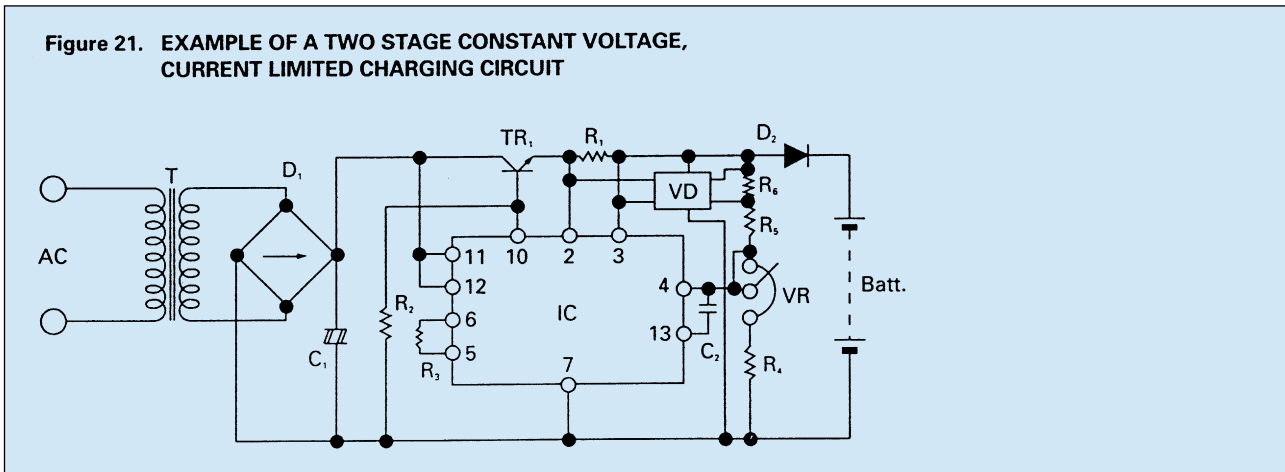 Figure 21. EXAMPLE OF A TWO STAGE CONSTANT VOLTAGE,
CURRENT LIMITED CHARGING CIRCUIT
TR₁ R₁ D₂
T D₁
VD R₆
R₅
AC
11 10 2 3
12 4 VR Batt.
R₂ 6 IC
13
C₁ 5 C₂
R₃ 7 R₄